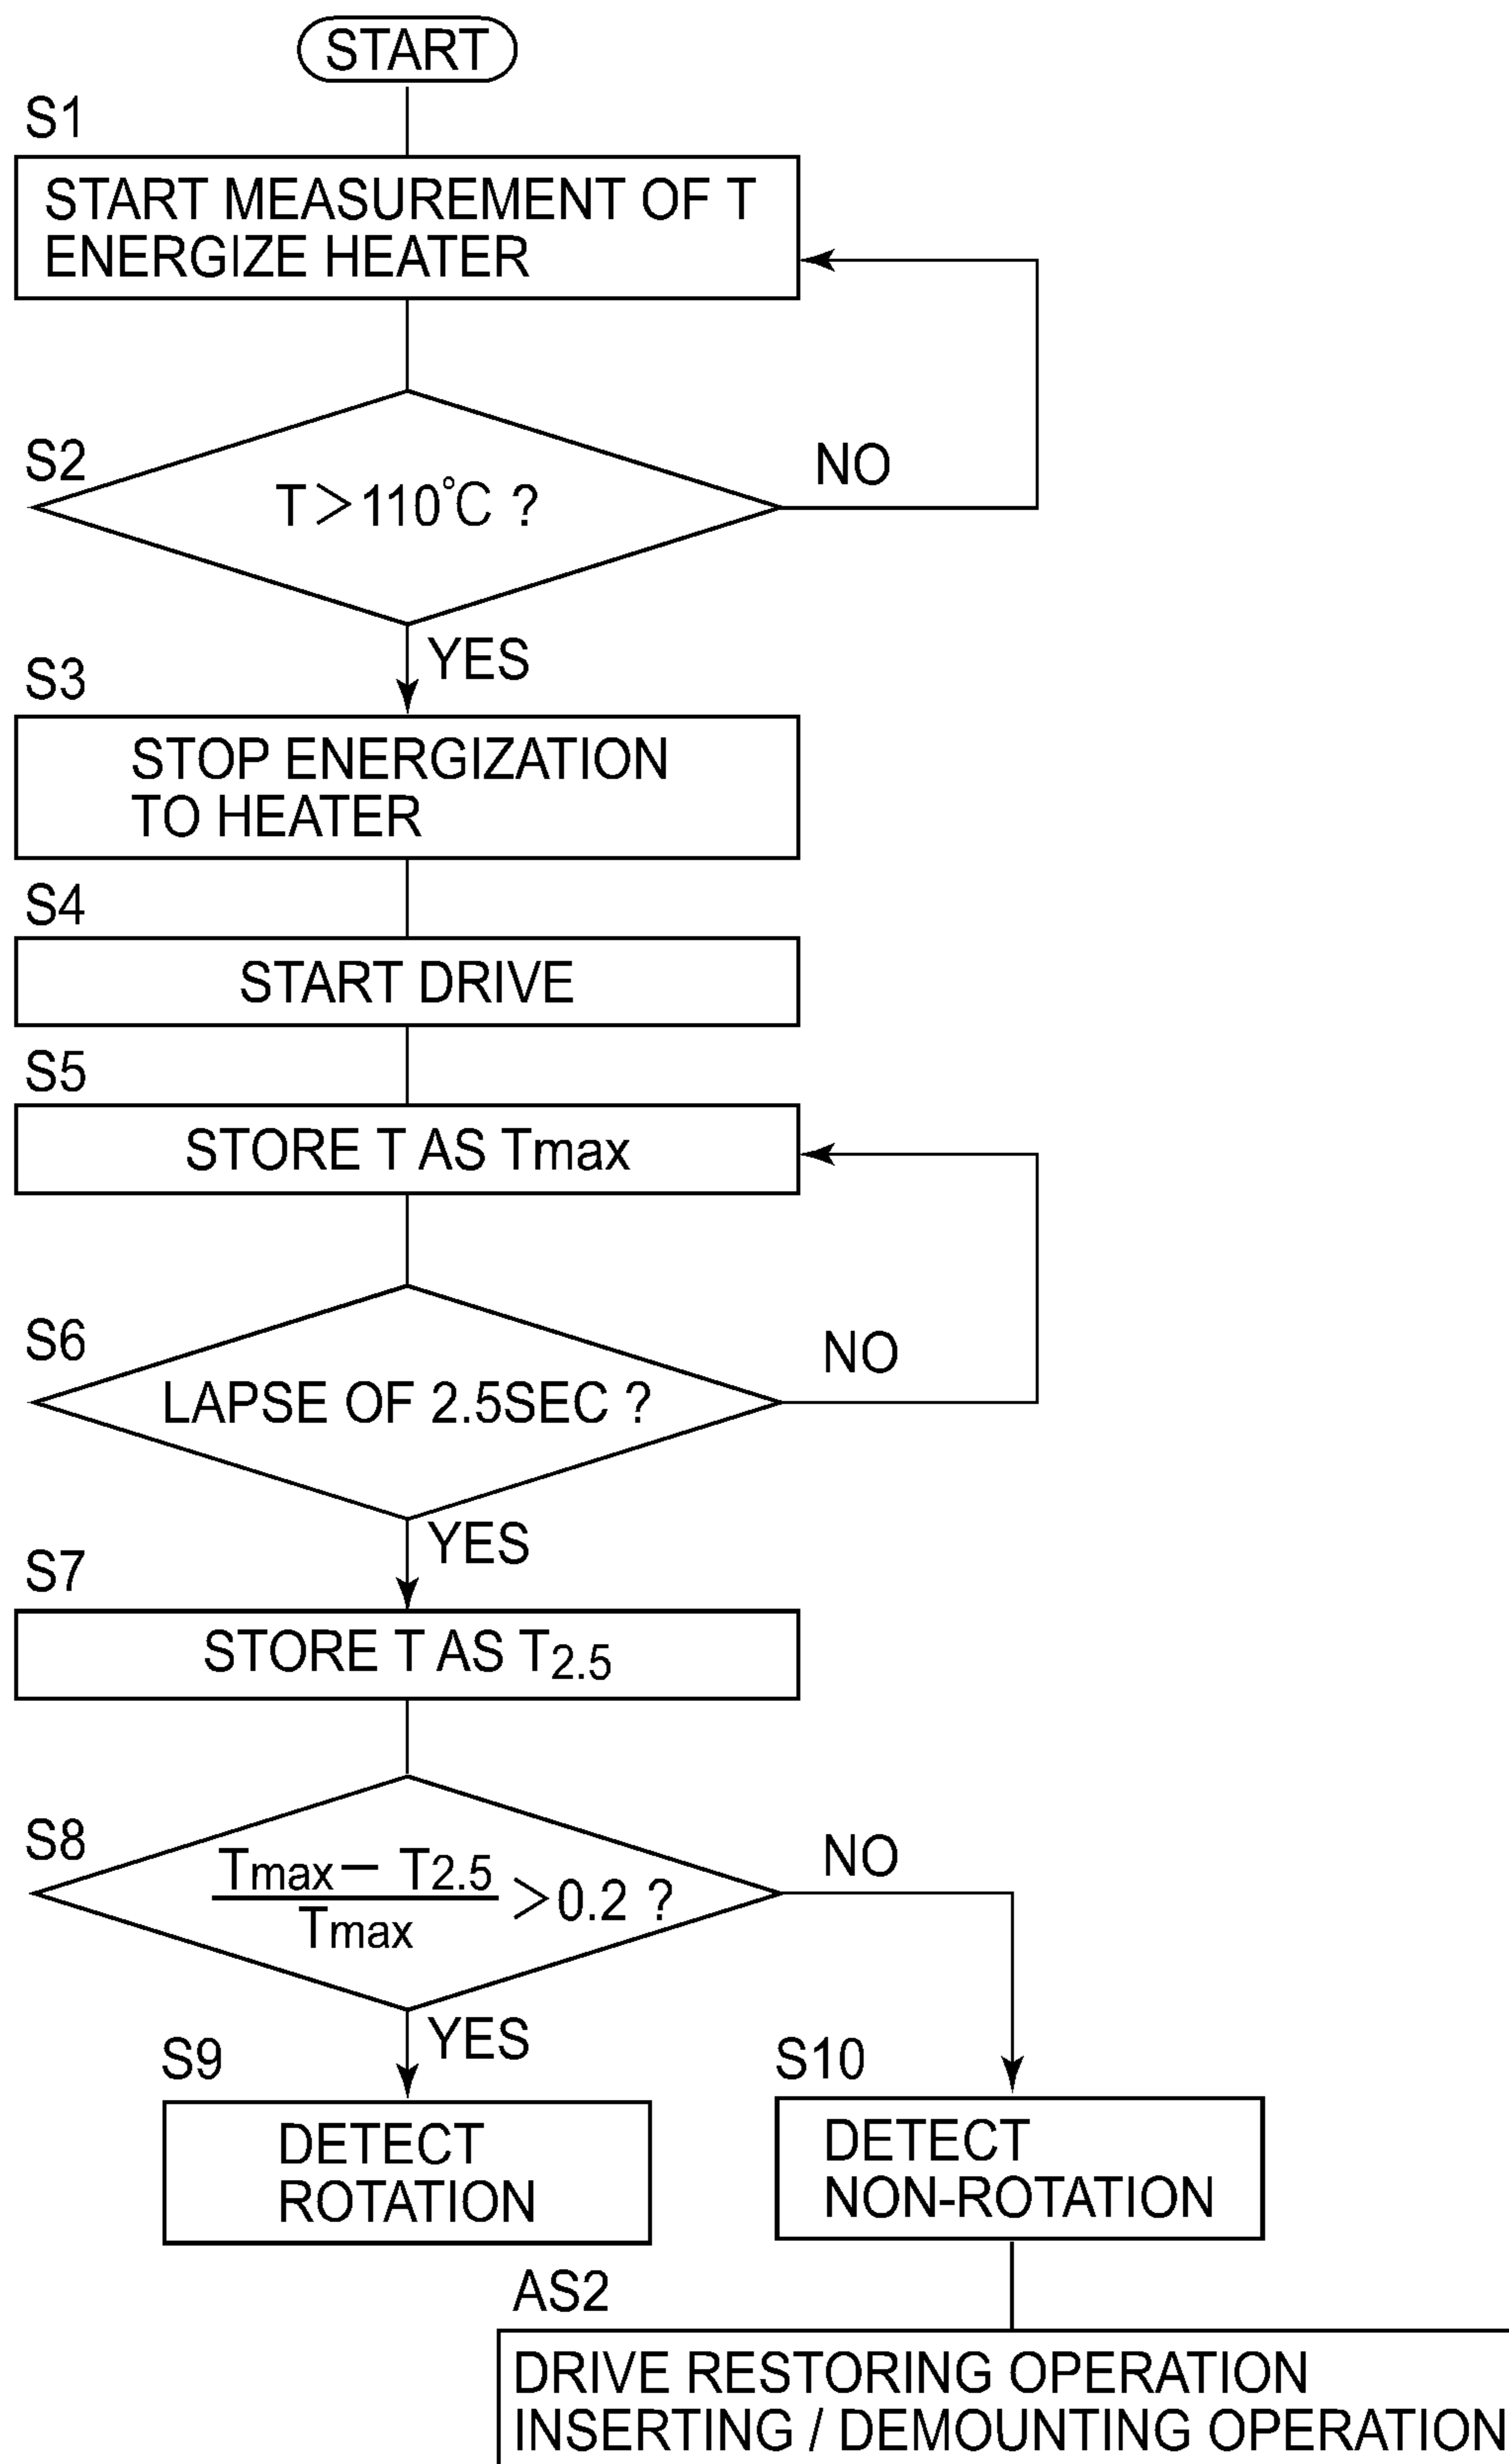 START
S1
START MEASUREMENT OF T
ENERGIZE HEATER
S2
T>110°C ?
NO
YES
S3
STOP ENERGIZATION
TO HEATER
S4
START DRIVE
S5
STORE T AS Tmax
S6
LAPSE OF 2.5SEC ?
NO
YES
S7
STORE T AS T2.5
S8
Tmax− T2.5
Tmax
>0.2 ?
NO
YES
S9
DETECT
ROTATION
S10
DETECT
NON-ROTATION
AS2
DRIVE RESTORING OPERATION
INSERTING / DEMOUNTING OPERATION